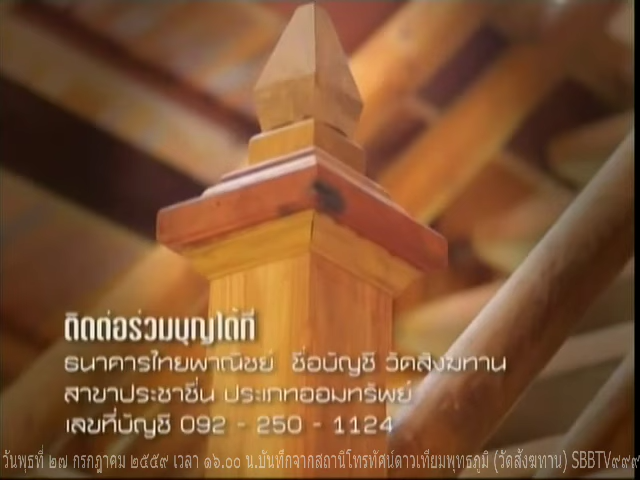 ติดต่อร่วมบุญได้ที่
ธนาคารไทยพาณิชย์ ชื่อบัญชี วัดสังฆทาน
สาขาประชาชื่น ประเภทออมทรัพย์
เลขที่บัญชี 092 - 250 - 1124
วันพุธที่ ๒๗ กรกฎาคม ๒๕๕๙ เวลา ๑๖.๐๐ น.บันทึกจากสถานีโทรทัศน์ดาวเทียมพุทธภูมิ (วัดสังฆทาน) SBBTV๙๙๙